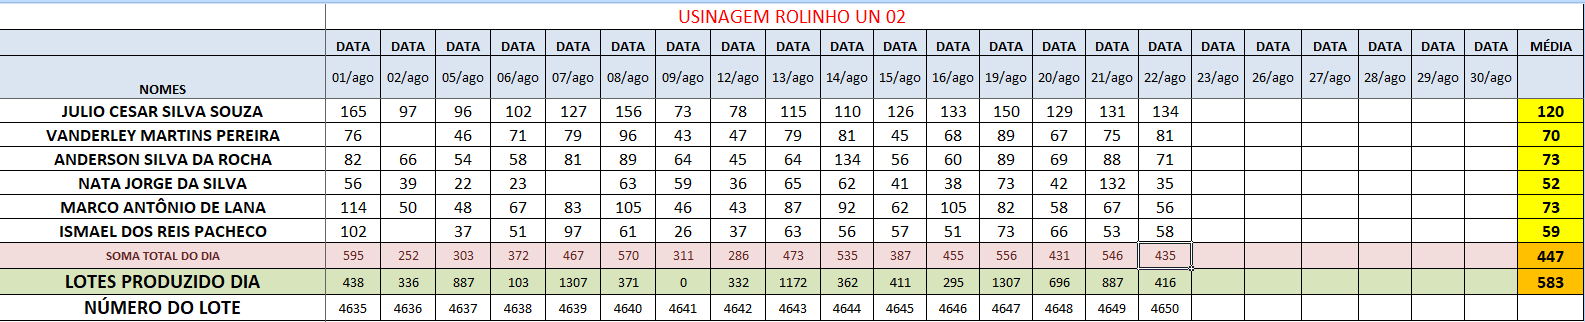 USINAGEM ROLINHO UN 02
DATA DATA DATA DATA DATA DATA DATA DATA DATA DATA DATA DATA DATA DATA DATA DATA DATA DATA DATA DATA DATA DATA MÉDIA
NOMES 01/ago 02/ago 05/ago 06/ago 07/ago 08/ago 09/ago 12/ago 13/ago 14/ago 15/ago 16/ago 19/ago 20/ago 21/ago 22/ago 23/ago 26/ago 27/ago 28/ago 29/ago 30/ago
JULIO CESAR SILVA SOUZA 165 97 96 102 127 156 73 78 115 110 126 133 150 129 131 134 120
VANDERLEY MARTINS PEREIRA 76 46 71 79 96 43 47 79 81 45 68 89 67 75 81 70
ANDERSON SILVA DA ROCHA 82 66 54 58 81 89 64 45 64 134 56 60 89 69 88 71 73
NATA JORGE DA SILVA 56 39 22 23 63 59 36 65 62 41 38 73 42 132 35 52
MARCO ANTÔNIO DE LANA 114 50 48 67 83 105 46 43 87 92 62 105 82 58 67 56 73
ISMAEL DOS REIS PACHECO 102 37 51 97 61 26 37 63 56 57 51 73 66 53 58 59
SOMA TOTAL DO DIA 595 252 303 372 467 570 311 286 473 535 387 455 556 431 546 435 447
LOTES PRODUZIDO DIA 438 336 887 103 1307 371 0 332 1172 362 411 295 1307 696 887 416 583
NÚMERO DO LOTE 4635 4636 4637 4638 4639 4640 4641 4642 4643 4644 4645 4646 4647 4648 4649 4650